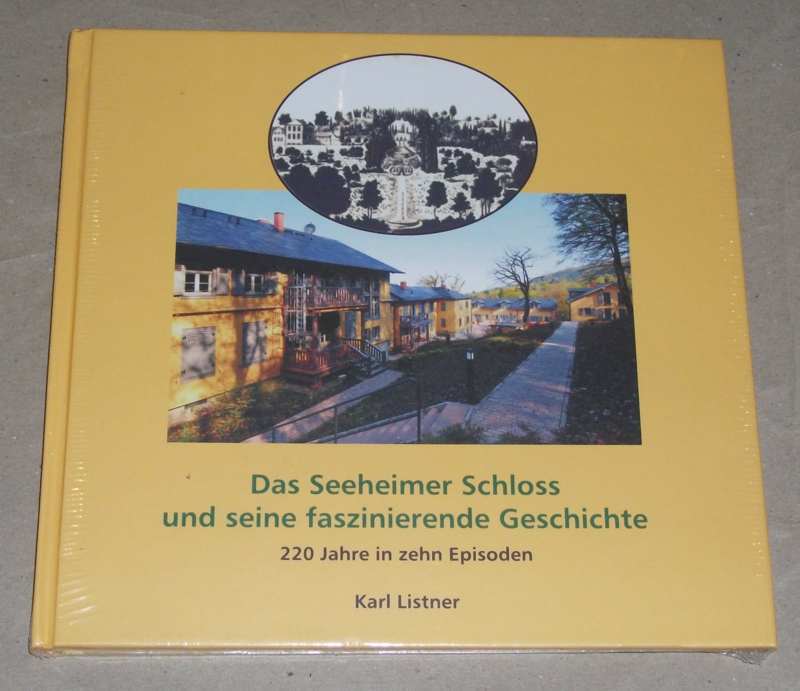 Das Seeheimer Schloss
und seine faszinierende Geschichte
220 Jahre in zehn Episoden
Karl Listner